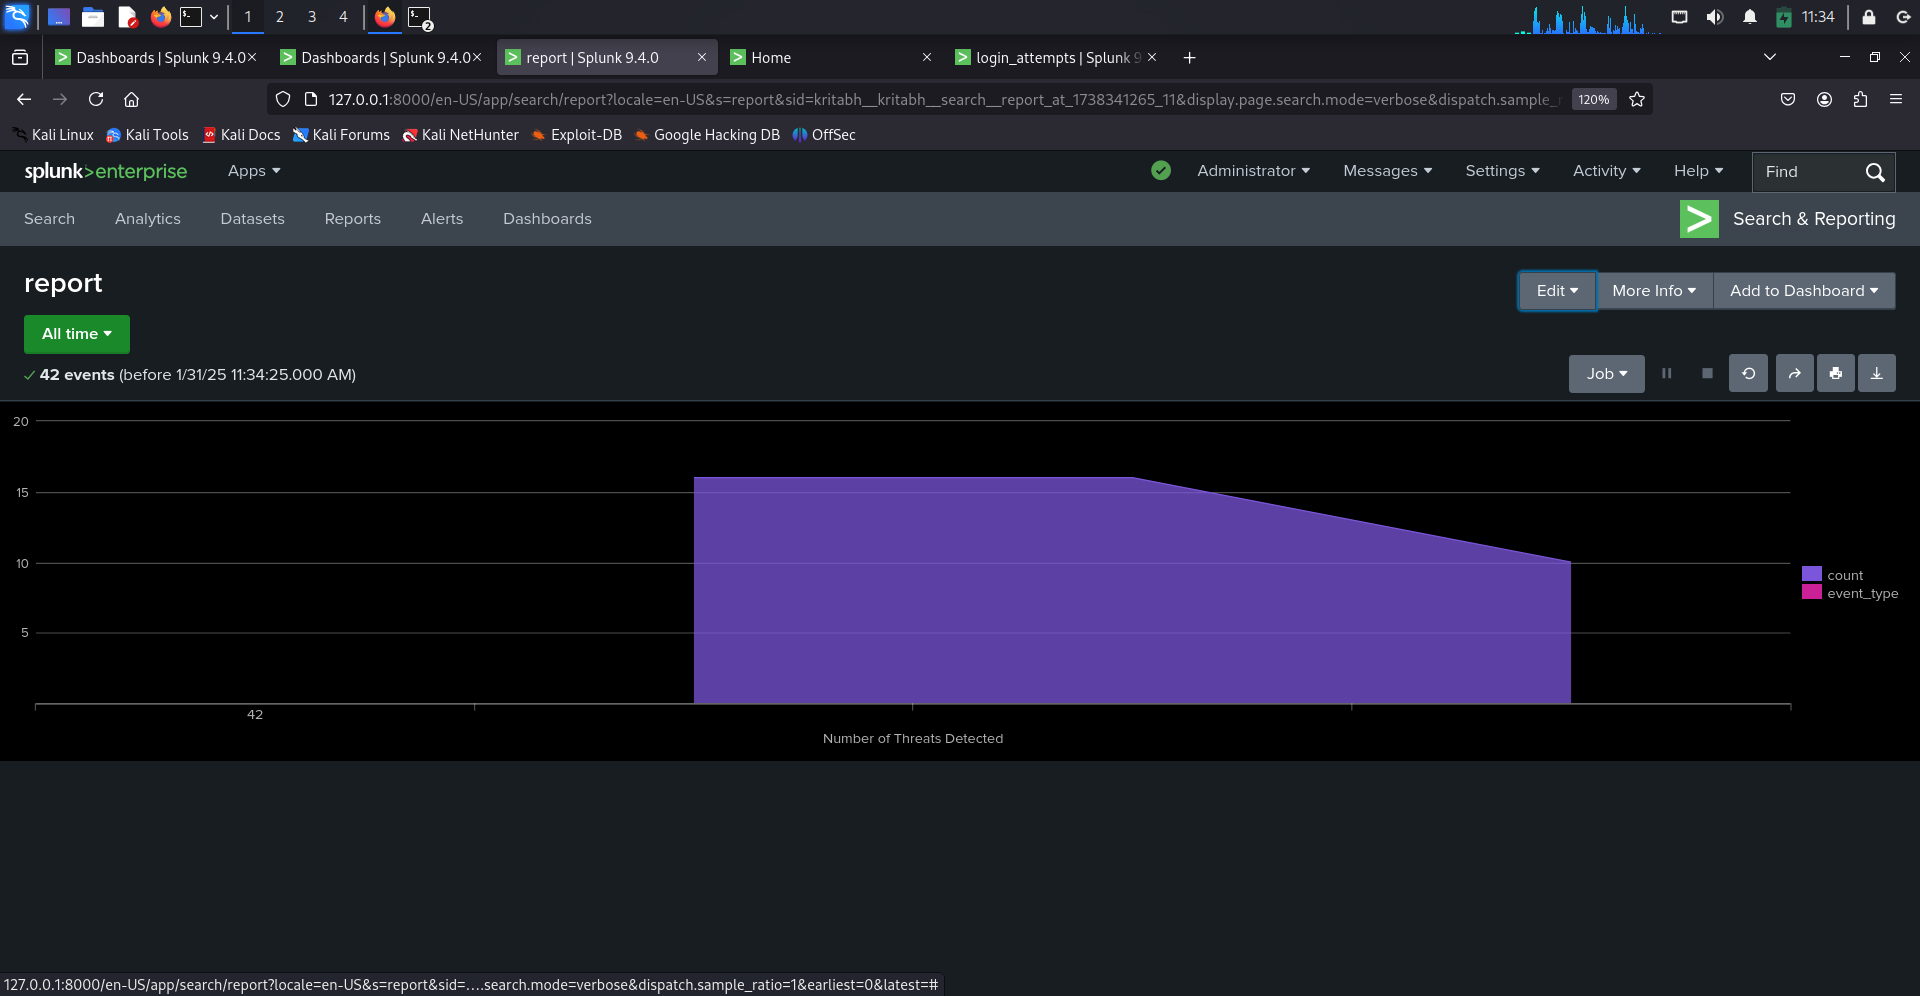 1 2 3 4 2 11:34
Dashboards | Splunk 9.4.0 Dashboards | Splunk 9.4.0 report | Splunk 9.4.0 Home login_attempts | Splunk 9
127.0.0.1:8000/en-US/app/search/report?locale=en-US&s=report&sid=kritabh__kritabh__search__report_at_1738341265_11&display.page.search.mode=verbose&dispatch.sample_r 120%
Kali Linux Kali Tools Kali Docs Kali Forums Kali NetHunter Exploit-DB Google Hacking DB OffSec
splunk>enterprise Apps Administrator Messages Settings Activity Help Find
Search Analytics Datasets Reports Alerts Dashboards Search & Reporting
report
Edit More Info Add to Dashboard
All time
42 events (before 1/31/25 11:34:25.000 AM)
Job
20
15
10
5
count
event_type
42
Number of Threats Detected
127.0.0.1:8000/en-US/app/search/report?locale=en-US&s=report&sid=….search.mode=verbose&dispatch.sample_ratio=1&earliest=0&latest=#